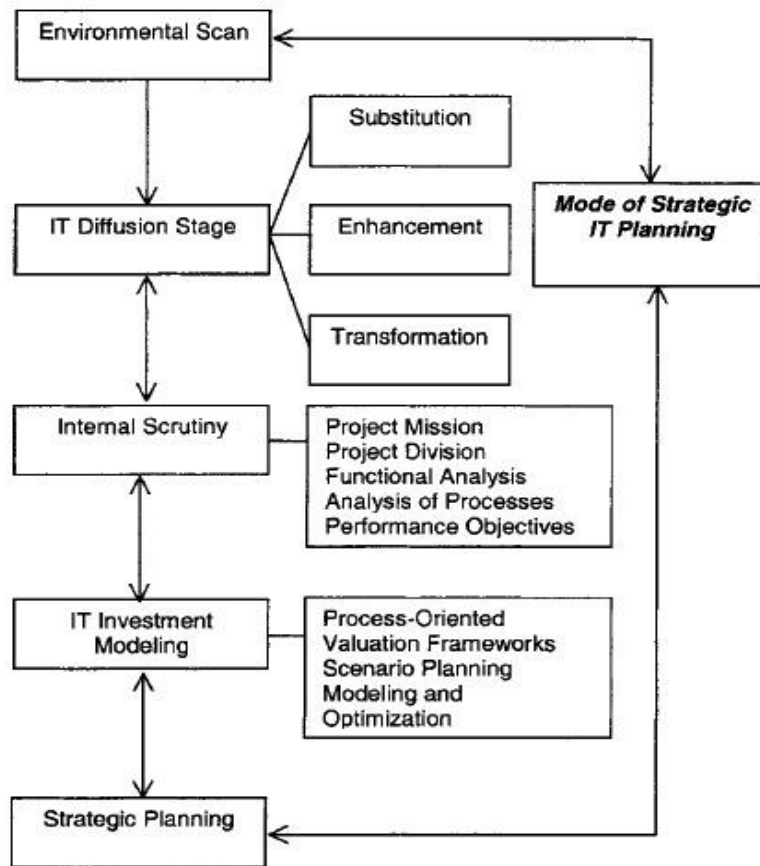 Environmental Scan
Substitution
Mode of Strategic
IT Planning
IT Diffusion Stage
Enhancement
Transformation
Internal Scrutiny
Project Mission
Project Division
Functional Analysis
Analysis of Processes
Performance Objectives
IT Investment
Modeling
Process-Oriented
Valuation Frameworks
Scenario Planning
Modeling and
Optimization
Strategic Planning